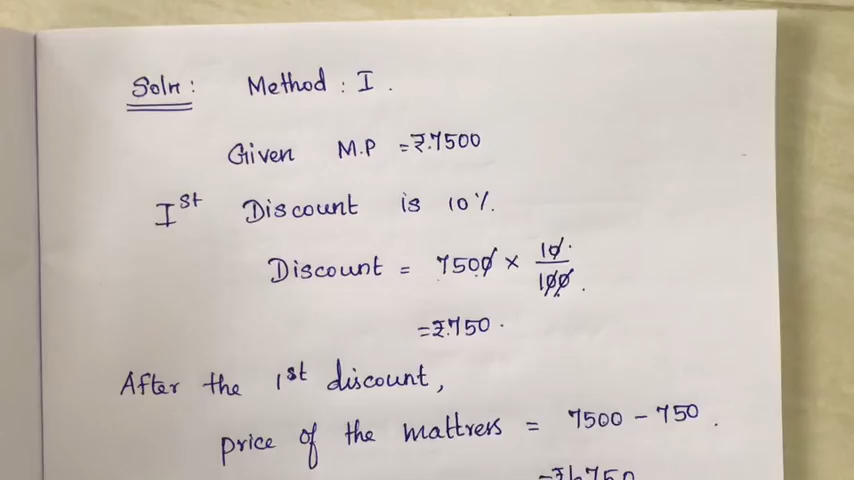 Soln: Method : I.
Given M.P = ₹.7500
Ist Discount is 10%.
Discount = 7500 × 10/100.
= ₹.750.
After the 1st discount,
price of the mattress = 7500 - 750.
= ₹6750